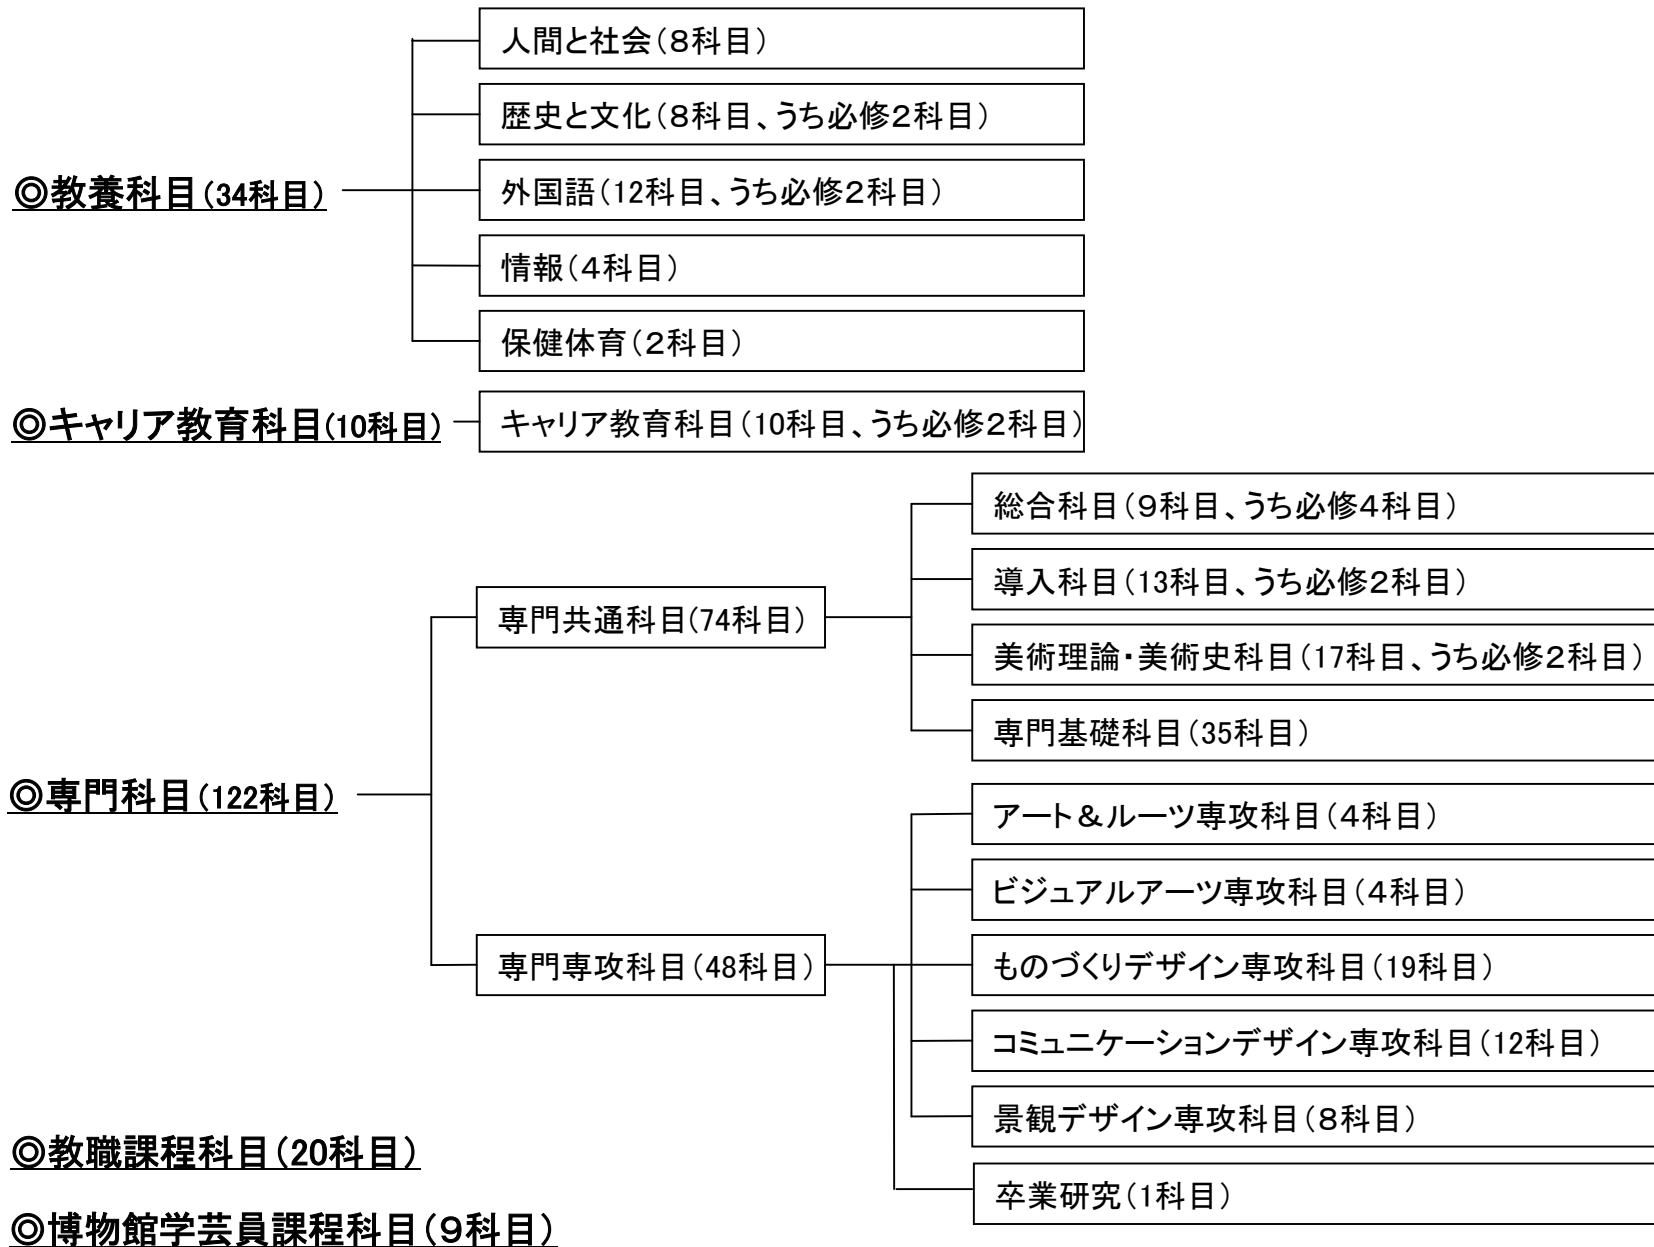 人間と社会(8科目)
歴史と文化(8科目、うち必修2科目)
◎教養科目(34科目)
外国語(12科目、うち必修2科目)
情報(4科目)
保健体育(2科目)
◎キャリア教育科目(10科目)
キャリア教育科目(10科目、うち必修2科目)
総合科目(9科目、うち必修4科目)
導入科目(13科目、うち必修2科目)
専門共通科目(74科目)
美術理論・美術史科目(17科目、うち必修2科目)
専門基礎科目(35科目)
◎専門科目(122科目)
アート&ルーツ専攻科目(4科目)
ビジュアルアーツ専攻科目(4科目)
専門専攻科目(48科目)
ものづくりデザイン専攻科目(19科目)
コミュニケーションデザイン専攻科目(12科目)
景観デザイン専攻科目(8科目)
◎教職課程科目(20科目)
卒業研究(1科目)
◎博物館学芸員課程科目(9科目)